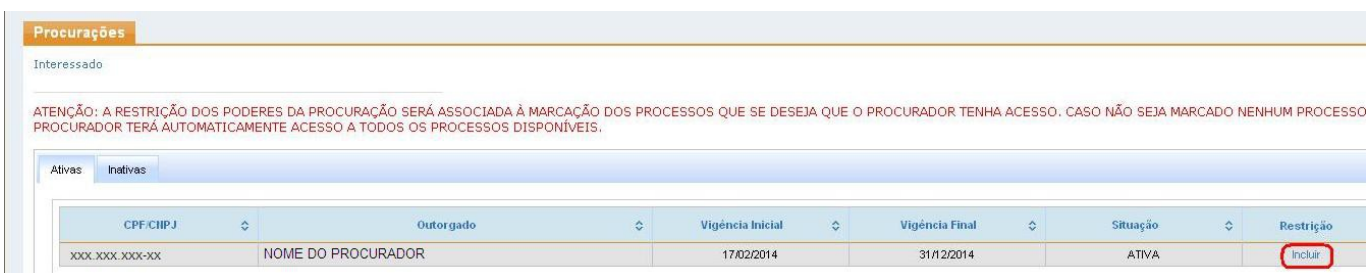 Procurações
Interessado
ATENÇÃO: A RESTRIÇÃO DOS PODERES DA PROCURAÇÃO SERÁ ASSOCIADA À MARCAÇÃO DOS PROCESSOS QUE SE DESEJA QUE O PROCURADOR TENHA ACESSO. CASO NÃO SEJA MARCADO NENHUM PROCESSO
PROCURADOR TERÁ AUTOMATICAMENTE ACESSO A TODOS OS PROCESSOS DISPONÍVEIS.
Ativas Inativas
CPF/CNPJ Outorgado Vigência Inicial Vigência Final Situação Restrição
xxx.xxx.xxx-xx NOME DO PROCURADOR 17/02/2014 31/12/2014 ATIVA Incluir